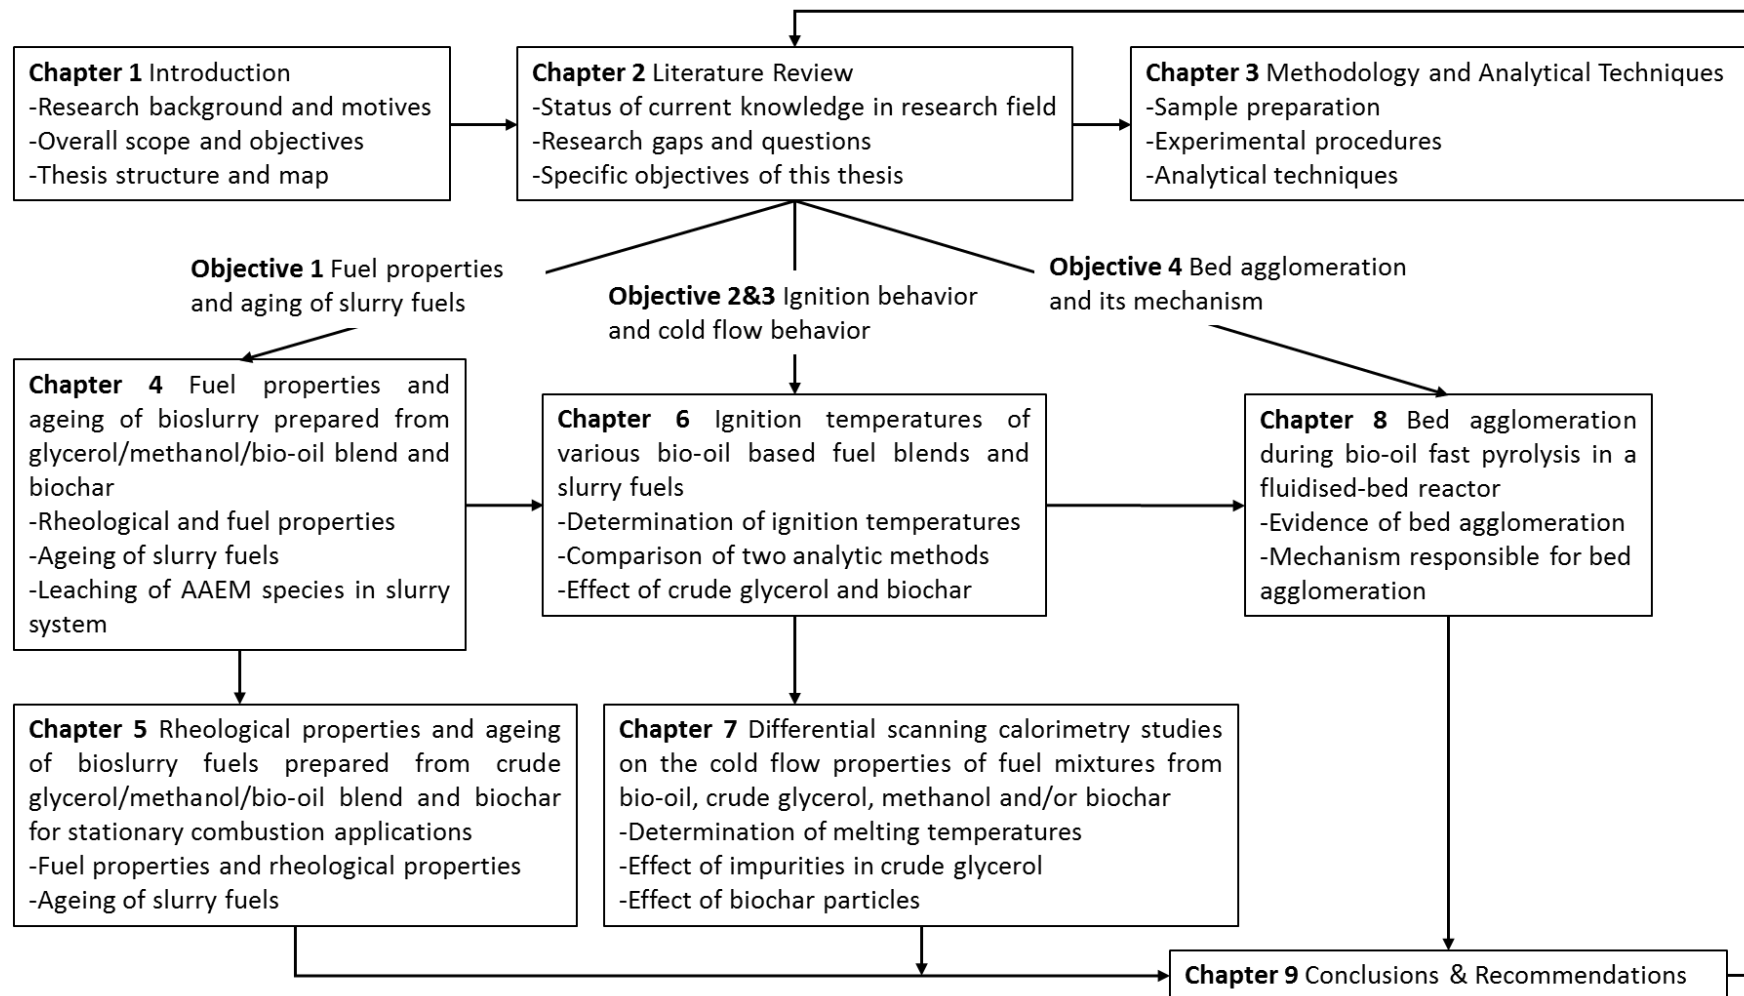 Chapter 1 Introduction
-Research background and motives
-Overall scope and objectives
-Thesis structure and map
Chapter 2 Literature Review
-Status of current knowledge in research field
-Research gaps and questions
-Specific objectives of this thesis
Chapter 3 Methodology and Analytical Techniques
-Sample preparation
-Experimental procedures
-Analytical techniques
Objective 1 Fuel properties
and aging of slurry fuels
Objective 2&3 Ignition behavior
and cold flow behavior
Objective 4 Bed agglomeration
and its mechanism
Chapter 4 Fuel properties and
ageing of bioslurry prepared from
glycerol/methanol/bio-oil blend and
biochar
-Rheological and fuel properties
-Ageing of slurry fuels
-Leaching of AAEM species in slurry
system
Chapter 6 Ignition temperatures of
various bio-oil based fuel blends and
slurry fuels
-Determination of ignition temperatures
-Comparison of two analytic methods
-Effect of crude glycerol and biochar
Chapter 8 Bed agglomeration
during bio-oil fast pyrolysis in a
fluidised-bed reactor
-Evidence of bed agglomeration
-Mechanism responsible for bed
agglomeration
Chapter 5 Rheological properties and ageing
of bioslurry fuels prepared from crude
glycerol/methanol/bio-oil blend and biochar
for stationary combustion applications
-Fuel properties and rheological properties
-Ageing of slurry fuels
Chapter 7 Differential scanning calorimetry studies
on the cold flow properties of fuel mixtures from
bio-oil, crude glycerol, methanol and/or biochar
-Determination of melting temperatures
-Effect of impurities in crude glycerol
-Effect of biochar particles
Chapter 9 Conclusions & Recommendations